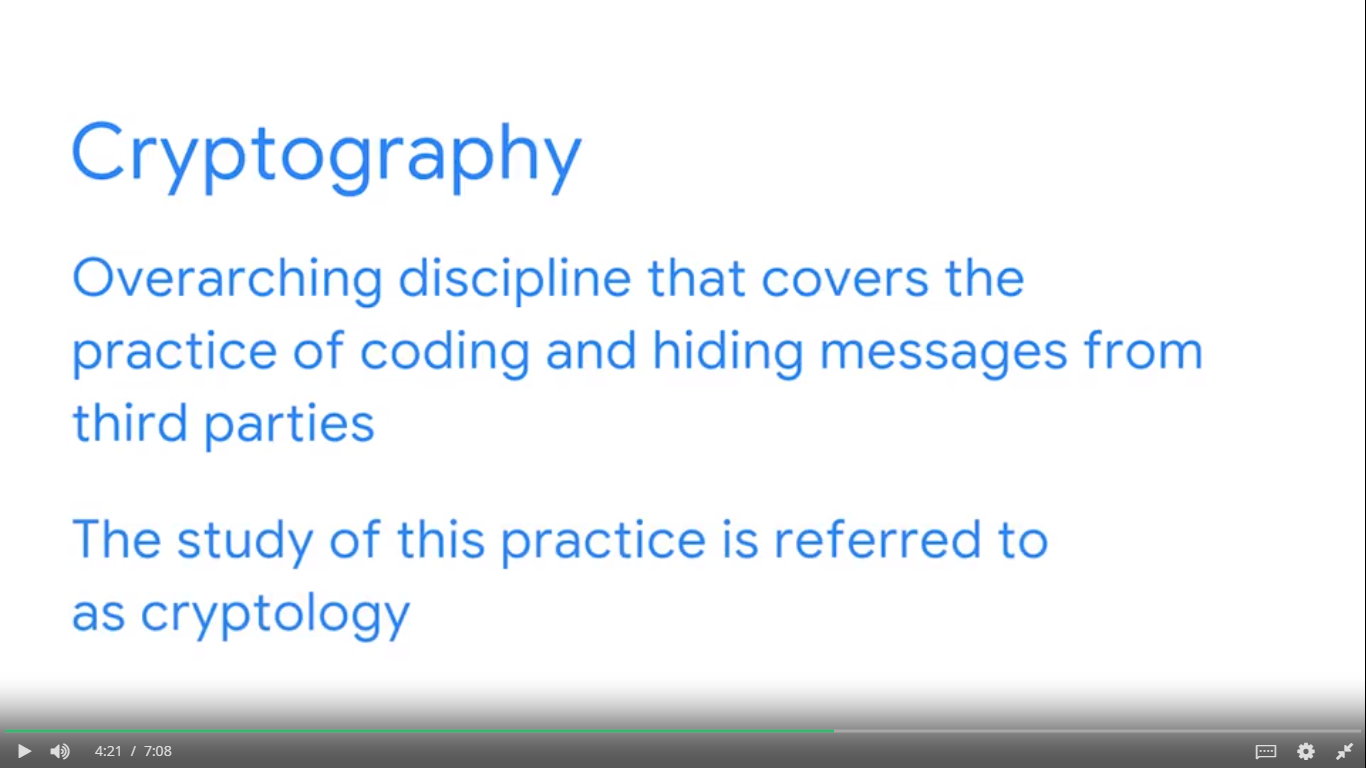 Cryptography
Overarching discipline that covers the
practice of coding and hiding messages from
third parties
The study of this practice is referred to
as cryptology
4:21 / 7:08